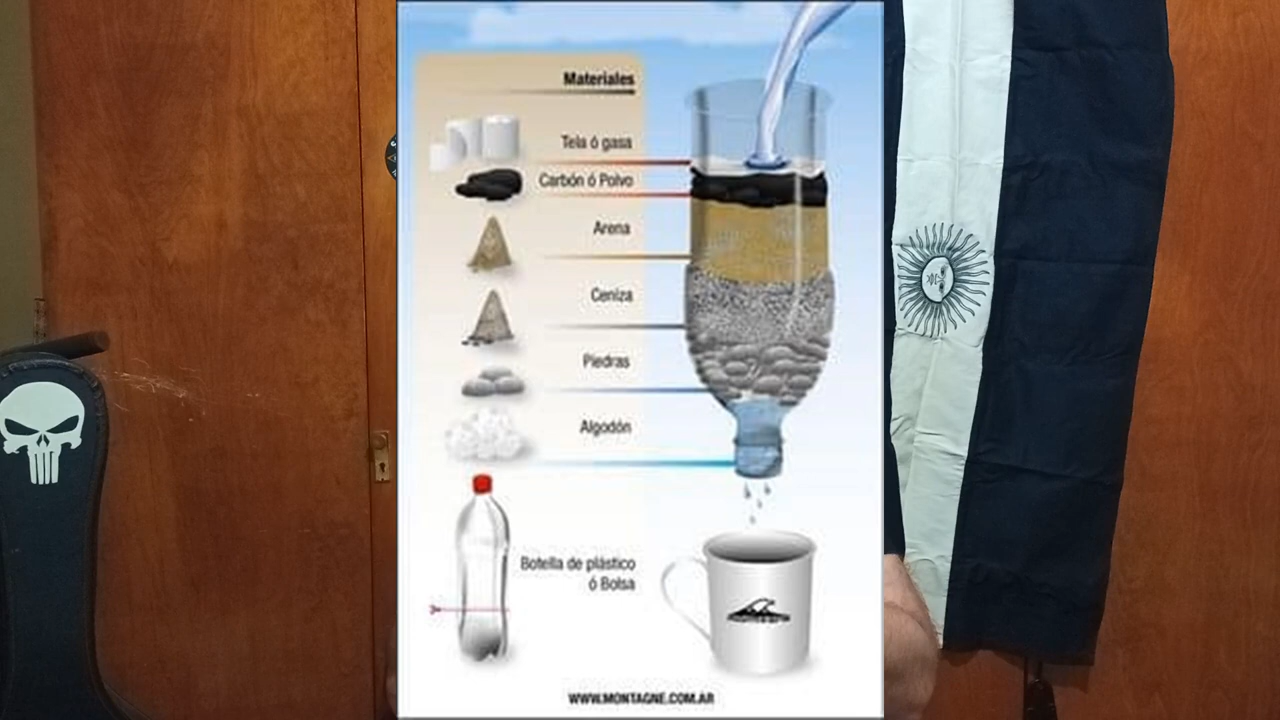 Materiales
Tela ó gasa
Carbón ó Polvo
Arena
Ceniza
Piedras
Algodón
Botella de plástico
ó Bolsa
WWW.MONTAGNE.COM.AR